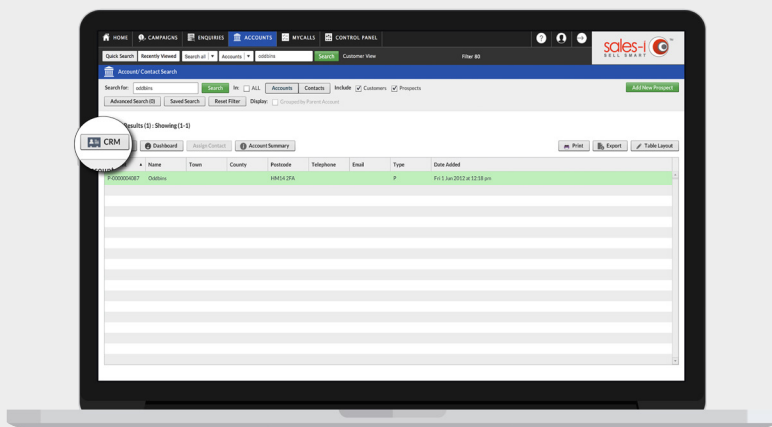 HOME CAMPAIGNS ENQUIRIES ACCOUNTS MYCALLS CONTROL PANEL ?
sales-i
SELL SMART
Quick Search Recently Viewed Search all Accounts oddbins Search Customer View Filter 80
Account/ Contact Search
Search for: oddbins Search In: ALL Accounts Contacts Include Customers Prospects Add New Prospect
Advanced Search (0) Saved Search Reset Filter Display: Grouped by Parent Account
Results (1) : Showing (1-1)
CRM Dashboard Assign Contact Account Summary Print Export Table Layout
Name Town County Postcode Telephone Email Type Date Added
P-0000004087 Oddbins HM14 2FA P Fri 1 Jun 2012 at 12:18 pm